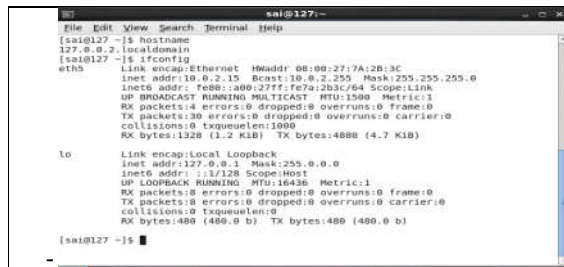 sai@127:~
File Edit View Search Terminal Help
[sai@127 ~]$ hostname
127.0.0.2.localdomain
[sai@127 ~]$ ifconfig
eth5 Link encap:Ethernet HWaddr 08:00:27:7A:2B:3C
inet addr:10.0.2.15 Bcast:10.0.2.255 Mask:255.255.255.0
inet6 addr: fe80::a00:27ff:fe7a:2b3c/64 Scope:Link
UP BROADCAST RUNNING MULTICAST MTU:1500 Metric:1
RX packets:4 errors:0 dropped:0 overruns:0 frame:0
TX packets:30 errors:0 dropped:0 overruns:0 carrier:0
collisions:0 txqueuelen:1000
RX bytes:1328 (1.2 KiB) TX bytes:4880 (4.7 KiB)
lo Link encap:Local Loopback
inet addr:127.0.0.1 Mask:255.0.0.0
inet6 addr: ::1/128 Scope:Host
UP LOOPBACK RUNNING MTU:16436 Metric:1
RX packets:8 errors:0 dropped:0 overruns:0 frame:0
TX packets:8 errors:0 dropped:0 overruns:0 carrier:0
collisions:0 txqueuelen:0
RX bytes:480 (480.0 b) TX bytes:480 (480.0 b)
[sai@127 ~]$